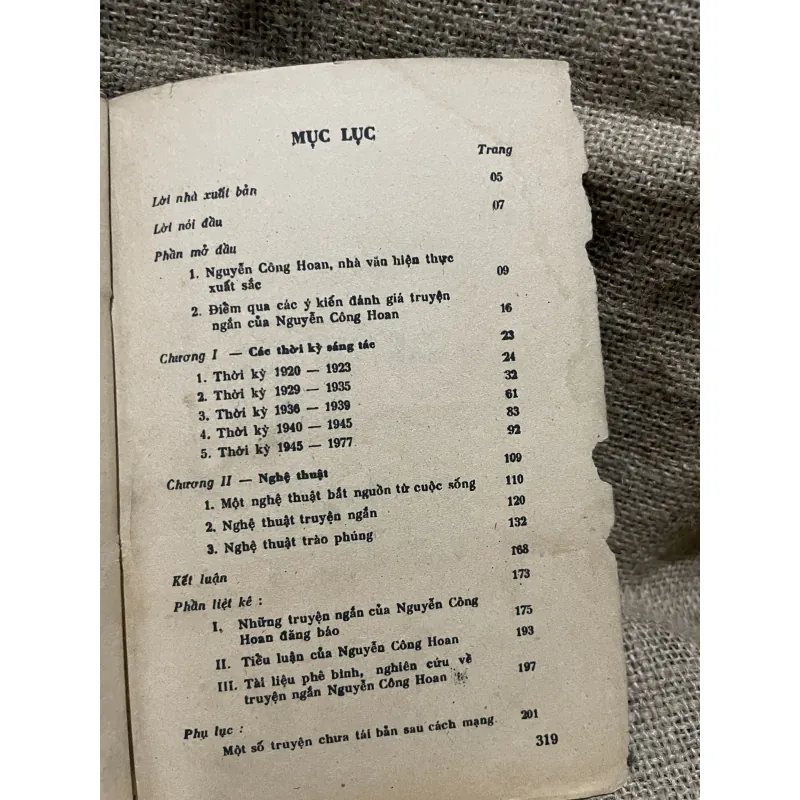 MỤC LỤC
Trang
Lời nhà xuất bản 05
Lời nói đầu 07
Phần mở đầu
1. Nguyễn Công Hoan, nhà văn hiện thực
xuất sắc 09
2. Điểm qua các ý kiến đánh giá truyện
ngắn của Nguyễn Công Hoan 16
Chương I — Các thời kỳ sáng tác 23
1. Thời kỳ 1920 — 1923 24
2. Thời kỳ 1929 — 1935 32
3. Thời kỳ 1936 — 1939 61
4. Thời kỳ 1940 — 1945 83
5. Thời kỳ 1945 — 1977 92
Chương II — Nghệ thuật 109
1. Một nghệ thuật bắt nguồn từ cuộc sống 110
2. Nghệ thuật truyện ngắn 120
3. Nghệ thuật trào phúng 132
Kết luận 168
Phần liệt kê : 173
I. Những truyện ngắn của Nguyễn Công
Hoan đăng báo 175
II. Tiểu luận của Nguyễn Công Hoan 193
III. Tài liệu phê bình, nghiên cứu về
truyện ngắn Nguyễn Công Hoan 197
Phụ lục :
Một số truyện chưa tái bản sau cách mạng 201
319